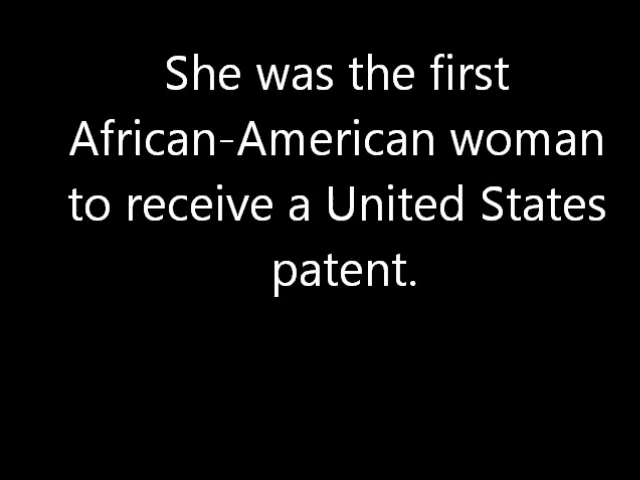 She was the first
African-American woman
to receive a United States
patent.